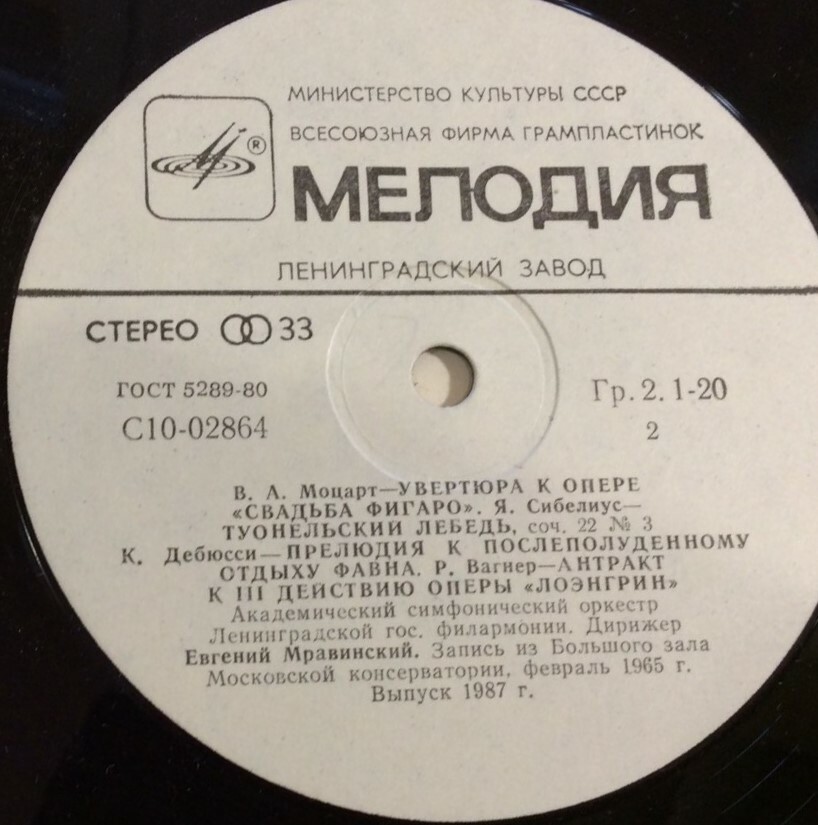 МИНИСТЕРСТВО КУЛЬТУРЫ СССР
ВСЕСОЮЗНАЯ ФИРМА ГРАМПЛАСТИНОК
®
МЕЛОДИЯ
ЛЕНИНГРАДСКИЙ ЗАВОД
СТЕРЕО 33
ГОСТ 5289-80
Гр. 2. 1-20
С10-02864
2
В. А. Моцарт—УВЕРТЮРА К ОПЕРЕ
«СВАДЬБА ФИГАРО». Я. Сибелиус—
ТУОНЕЛЬСКИЙ ЛЕБЕДЬ, соч. 22 № 3
К. Дебюсси—ПРЕЛЮДИЯ К ПОСЛЕПОЛУДЕННОМУ
ОТДЫХУ ФАВНА. Р. Вагнер—АНТРАКТ
К III ДЕЙСТВИЮ ОПЕРЫ «ЛОЭНГРИН»
Академический симфонический оркестр
Ленинградской гос. филармонии. Дирижер
Евгений Мравинский. Запись из Большого зала
Московской консерватории, февраль 1965 г.
Выпуск 1987 г.